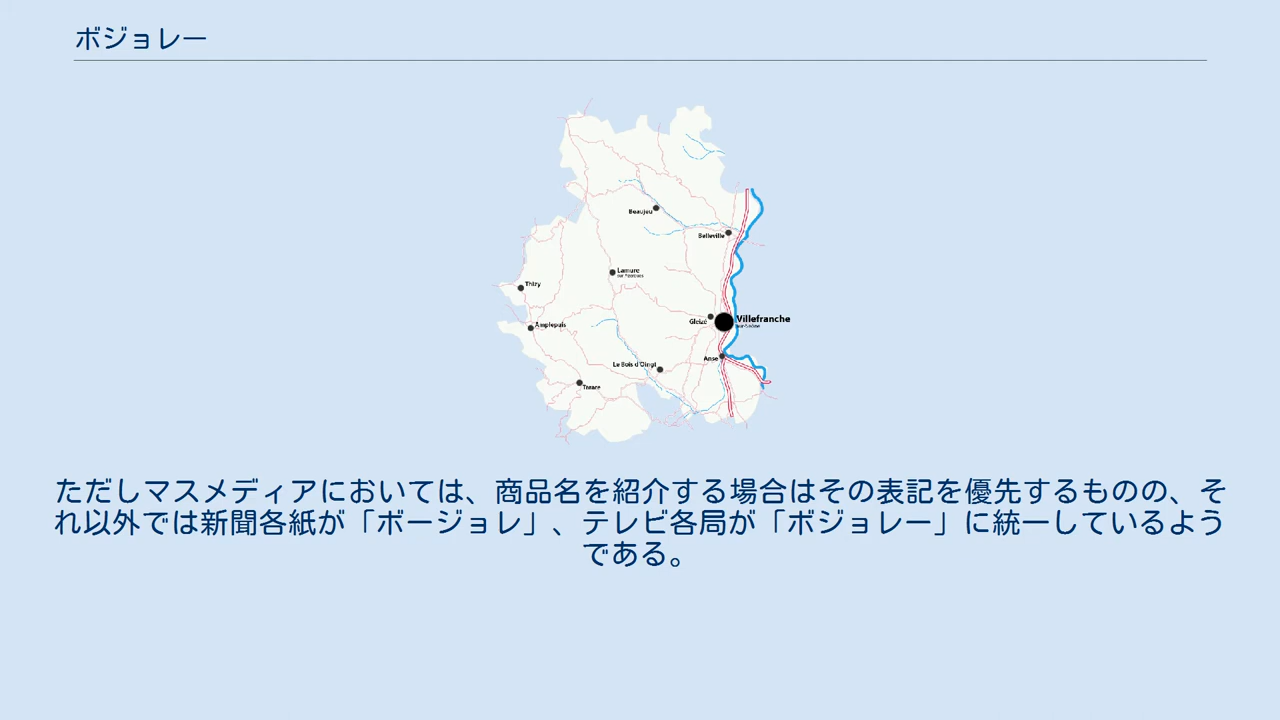 ボジョレー
Beaujeu
Belleville
Lamure
sur Azergues
Thizy
Gleizé
Villefranche
sur Saône
Amplepuis
Anse
Le Bois d'Oingt
Tarare
ただしマスメディアにおいては、商品名を紹介する場合はその表記を優先するものの、そ
れ以外では新聞各紙が「ボージョレ」、テレビ各局が「ボジョレー」に統一しているよう
である。